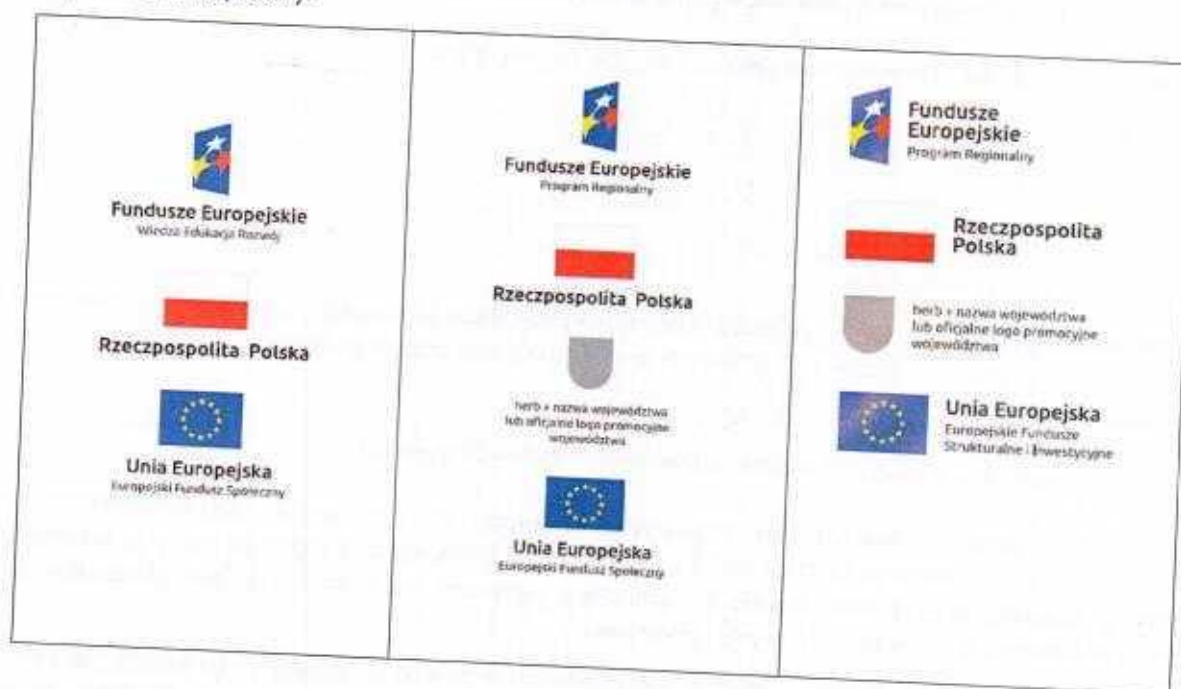 Fundusze Europejskie
Wiedza Edukacja Rozwój
Rzeczpospolita Polska
Unia Europejska
Europejski Fundusz Społeczny
Fundusze Europejskie
Program Regionalny
Rzeczpospolita Polska
herb + nazwa województwa
lub oficjalne logo promocyjne
województwa
Unia Europejska
Europejski Fundusz Społeczny
Fundusze
Europejskie
Program Regionalny
Rzeczpospolita
Polska
herb + nazwa województwa
lub oficjalne logo promocyjne
województwa
Unia Europejska
Europejskie Fundusze
Strukturalne i Inwestycyjne